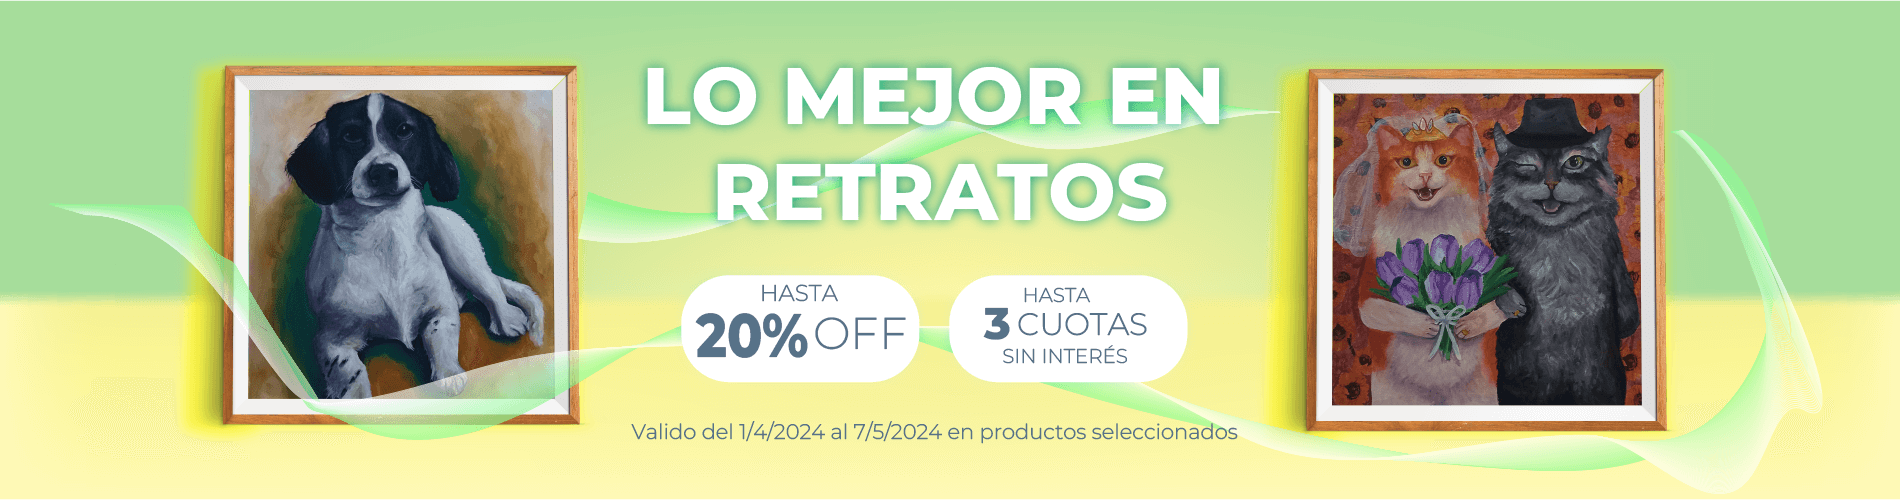 LO MEJOR EN
RETRATOS
HASTA
20% OFF
HASTA
3 CUOTAS
SIN INTERÉS
Valido del 1/4/2024 al 7/5/2024 en productos seleccionados